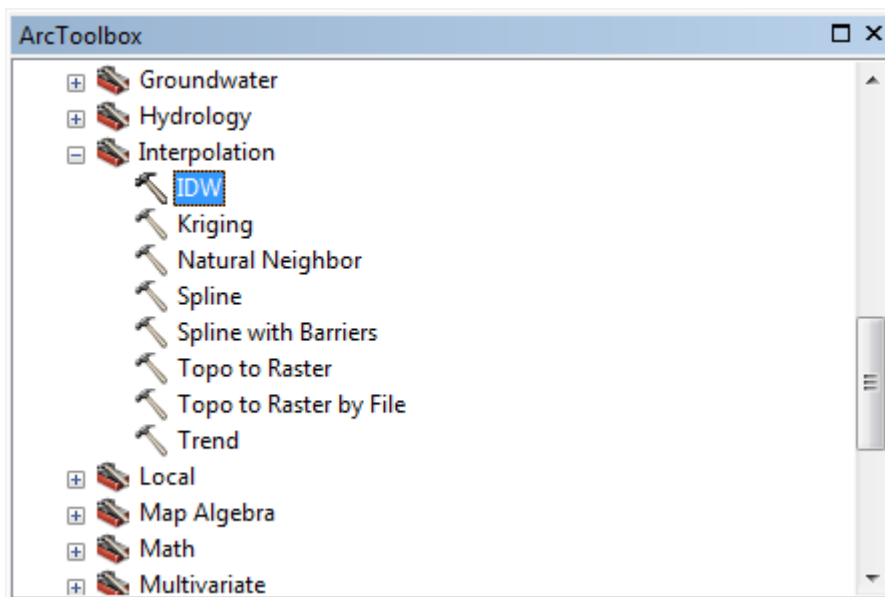 ArcToolbox
Groundwater
Hydrology
Interpolation
IDW
Kriging
Natural Neighbor
Spline
Spline with Barriers
Topo to Raster
Topo to Raster by File
Trend
Local
Map Algebra
Math
Multivariate